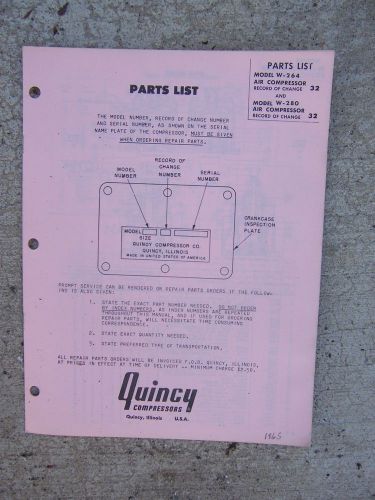 PARTS LIST
MODEL W-264
AIR COMPRESSOR
RECORD OF CHANGE 32
AND
MODEL W-280
AIR COMPRESSOR
RECORD OF CHANGE 32
PARTS LIST
THE MODEL NUMBER, RECORD OF CHANGE NUMBER
AND SERIAL NUMBER, AS SHOWN ON THE SERIAL
NAME PLATE OF THE COMPRESSOR, MUST BE GIVEN
WHEN ORDERING REPAIR PARTS.
RECORD OF
CHANGE
NUMBER
MODEL
NUMBER
SERIAL
NUMBER
CRANKCASE
INSPECTION
PLATE
MODEL
SIZE
QUINCY COMPRESSOR CO.
QUINCY, ILLINOIS
MADE IN UNITED STATES OF AMERICA
PROMPT SERVICE CAN BE RENDERED ON REPAIR PARTS ORDERS IF THE FOLLOW-
ING IS ALSO GIVEN:
1. STATE THE EXACT PART NUMBER NEEDED. DO NOT ORDER
BY INDEX NUMBERS, AS INDEX NUMBERS ARE REPEATED
THROUGHOUT THIS MANUAL, AND IF USED FOR ORDERING
REPAIR PARTS, WILL NECESSITATE TIME CONSUMING
CORRESPONDENCE.
2. STATE EXACT QUANTITY NEEDED.
3. STATE PREFERRED TYPE OF TRANSPORTATION.
ALL REPAIR PARTS ORDERS WILL BE INVOICED F.O.B. QUINCY, ILLINOIS,
AT PRICES IN EFFECT AT TIME OF DELIVERY -- MINIMUM CHARGE $2.50.
Quincy
COMPRESSORS
Quincy, Illinois U.S.A.
1965